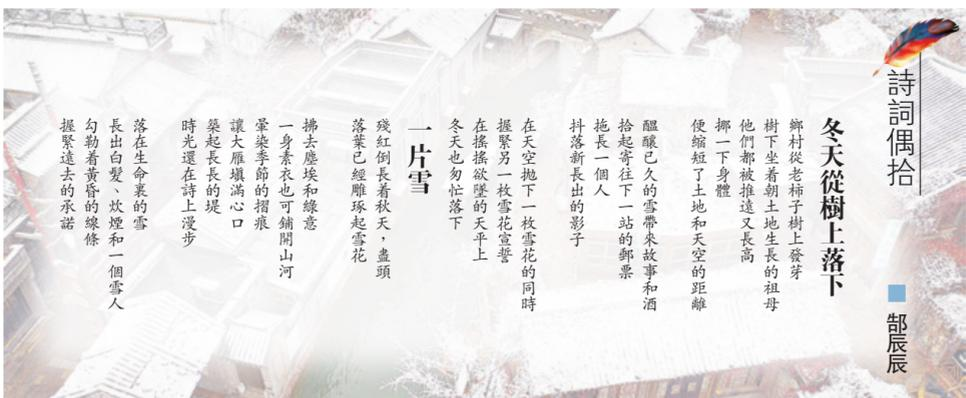 詩詞偶拾
郜辰辰
冬天從樹上落下
鄉村從老柿子樹上發芽
樹下坐着朝土地生長的祖母
他們都被推遠又長高
挪一下身體
便縮短了土地和天空的距離
醞釀已久的雪帶來故事和酒
拾起寄往下一站的郵票
拖長一個人
抖落新長出的影子
在天空拋下一枚雪花的同時
握緊另一枚雪花宣誓
在搖搖欲墜的天平上
冬天也匆忙落下
一片雪
殘紅倒長着秋天，盡頭
落葉已經雕琢起雪花
拂去塵埃和綠意
一身素衣也可鋪開山河
暈染季節的摺痕
讓大雁填滿心口
築起長長的堤
時光還在詩上漫步
落在生命裏的雪
長出白髮、炊煙和一個雪人
勾勒着黃昏的線條
握緊遠去的承諾